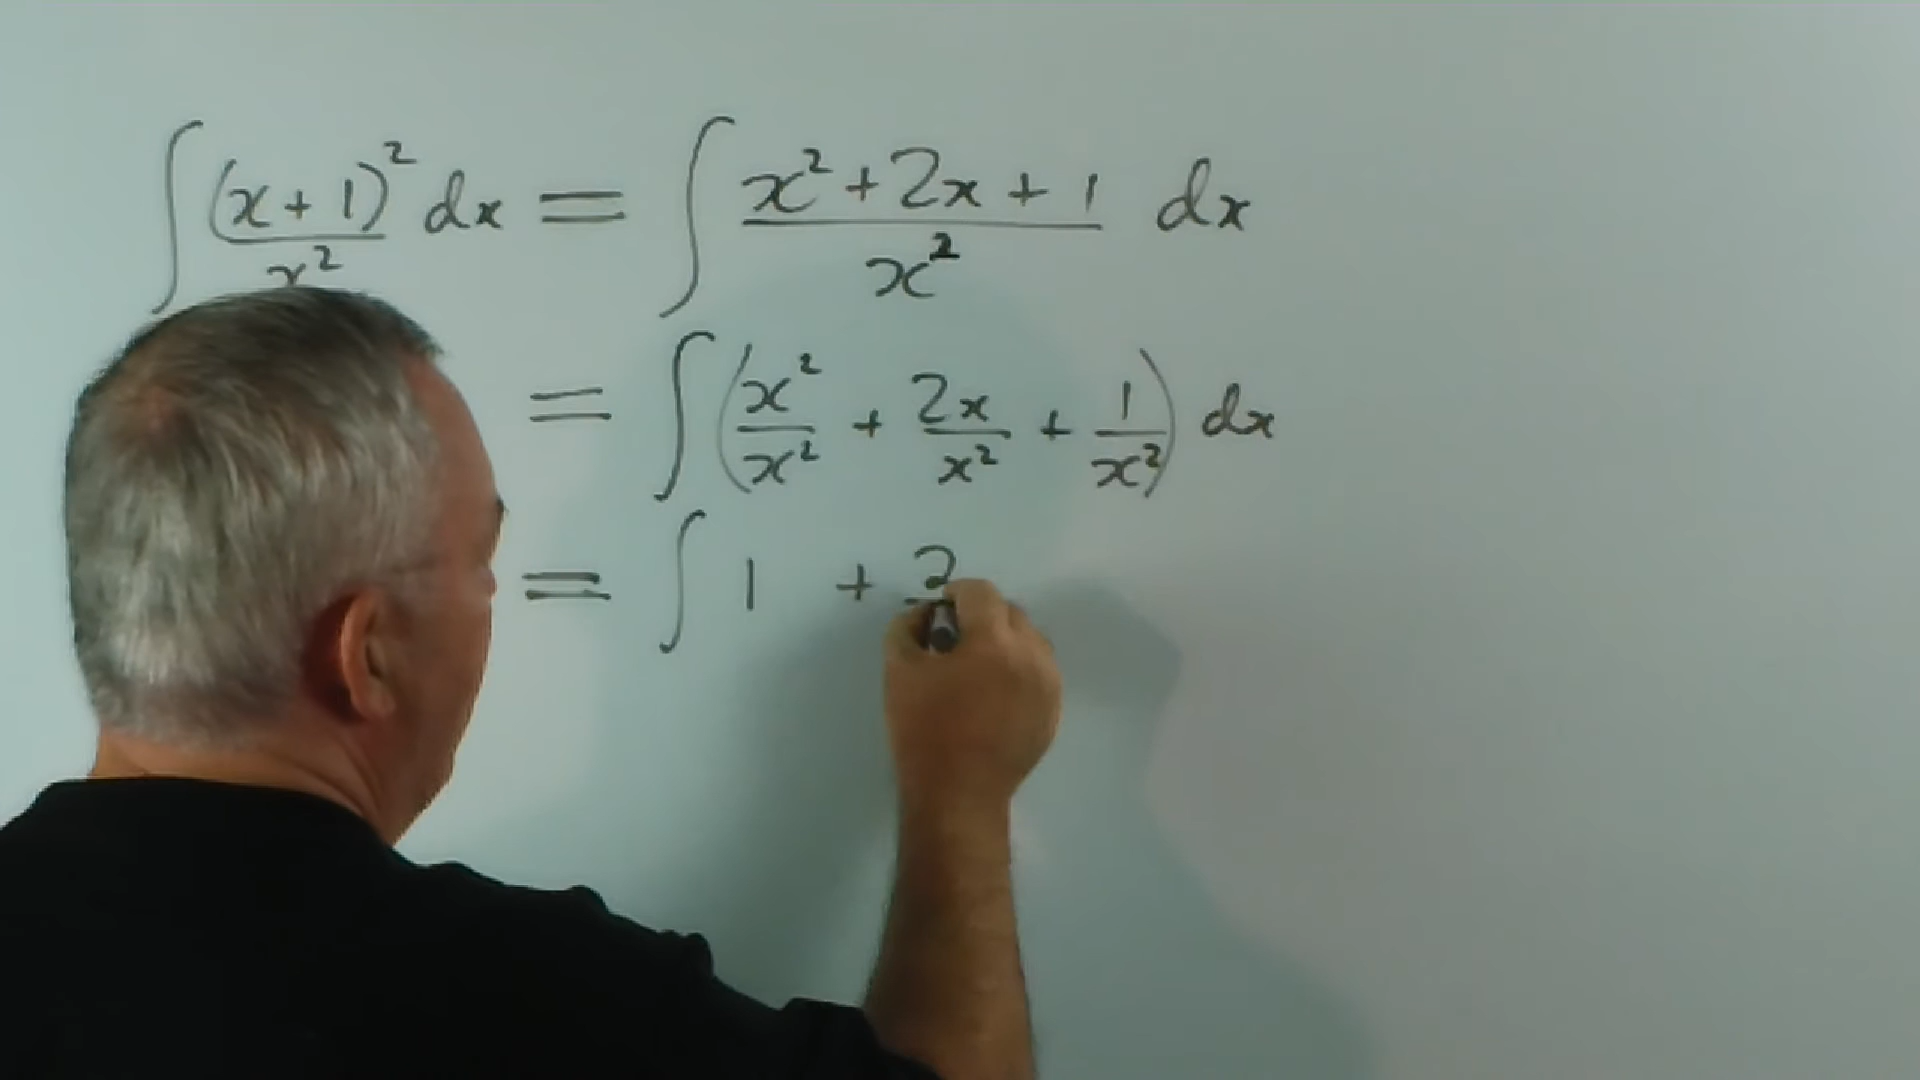 ∫ (x+1)²/x² dx = ∫ (x²+2x+1)/x² dx
= ∫ (x²/x² + 2x/x² + 1/x²) dx
= ∫ 1 + 2